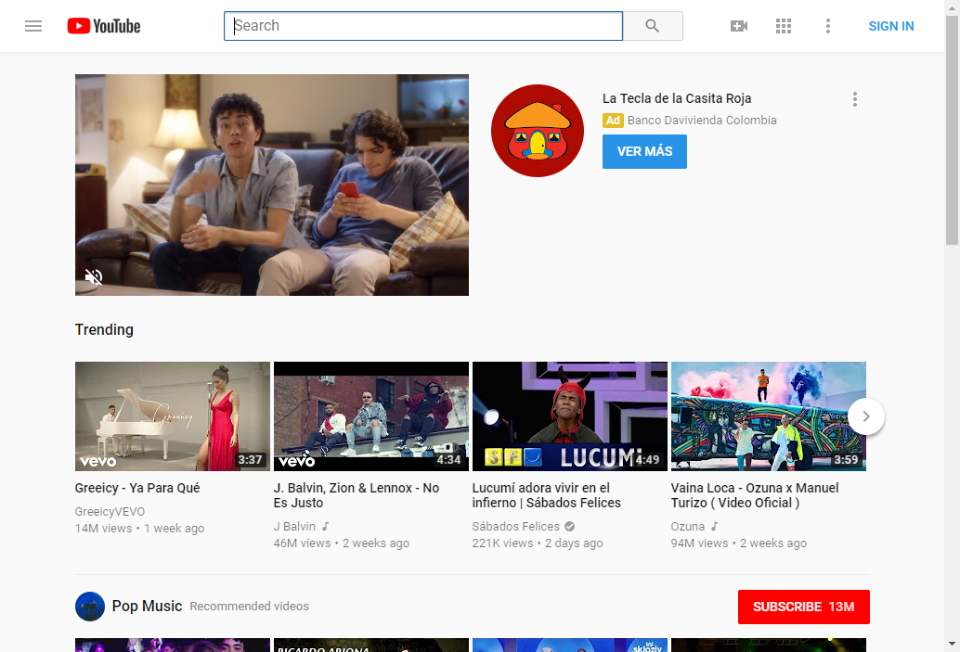 YouTube
Search
SIGN IN
La Tecla de la Casita Roja
Ad Banco Davivienda Colombia
VER MÁS
Trending
Greeicy
vevo
3:37
vevo
4:34
LUCUMÍ
4:49
3:59
Greeicy - Ya Para Qué
GreeicyVEVO
14M views • 1 week ago
J. Balvin, Zion & Lennox - No
Es Justo
J Balvin
46M views • 2 weeks ago
Lucumí adora vivir en el
infierno | Sábados Felices
Sábados Felices
221K views • 2 days ago
Vaina Loca - Ozuna x Manuel
Turizo ( Video Oficial )
Ozuna
94M views • 2 weeks ago
Pop Music Recommended videos
SUBSCRIBE 13M